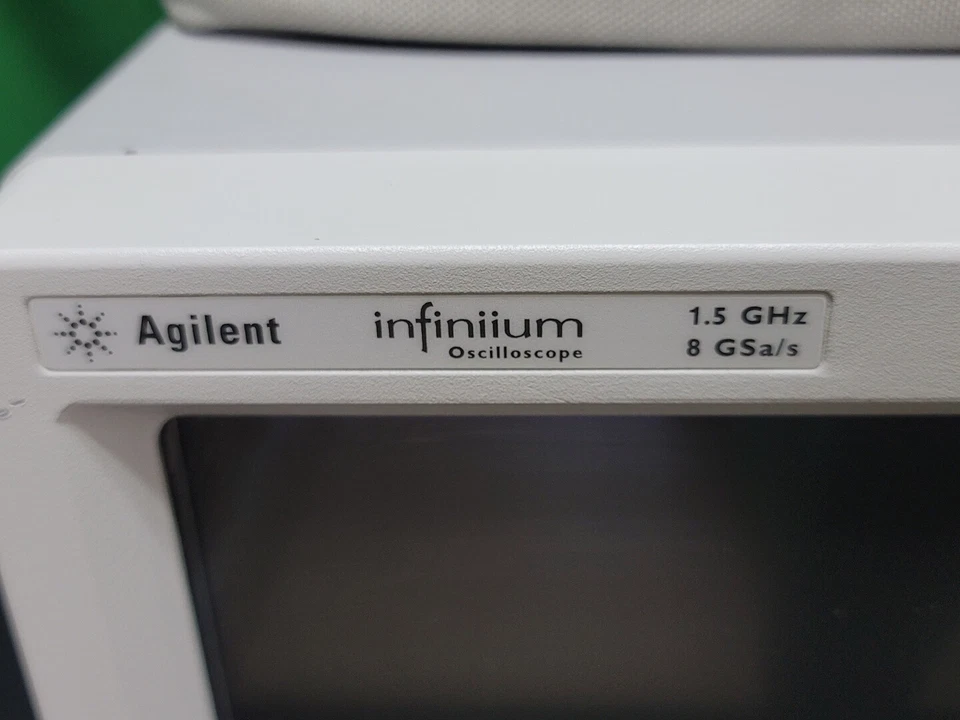 Agilent
infiniium
Oscilloscope
1.5 GHz
8 GSa/s